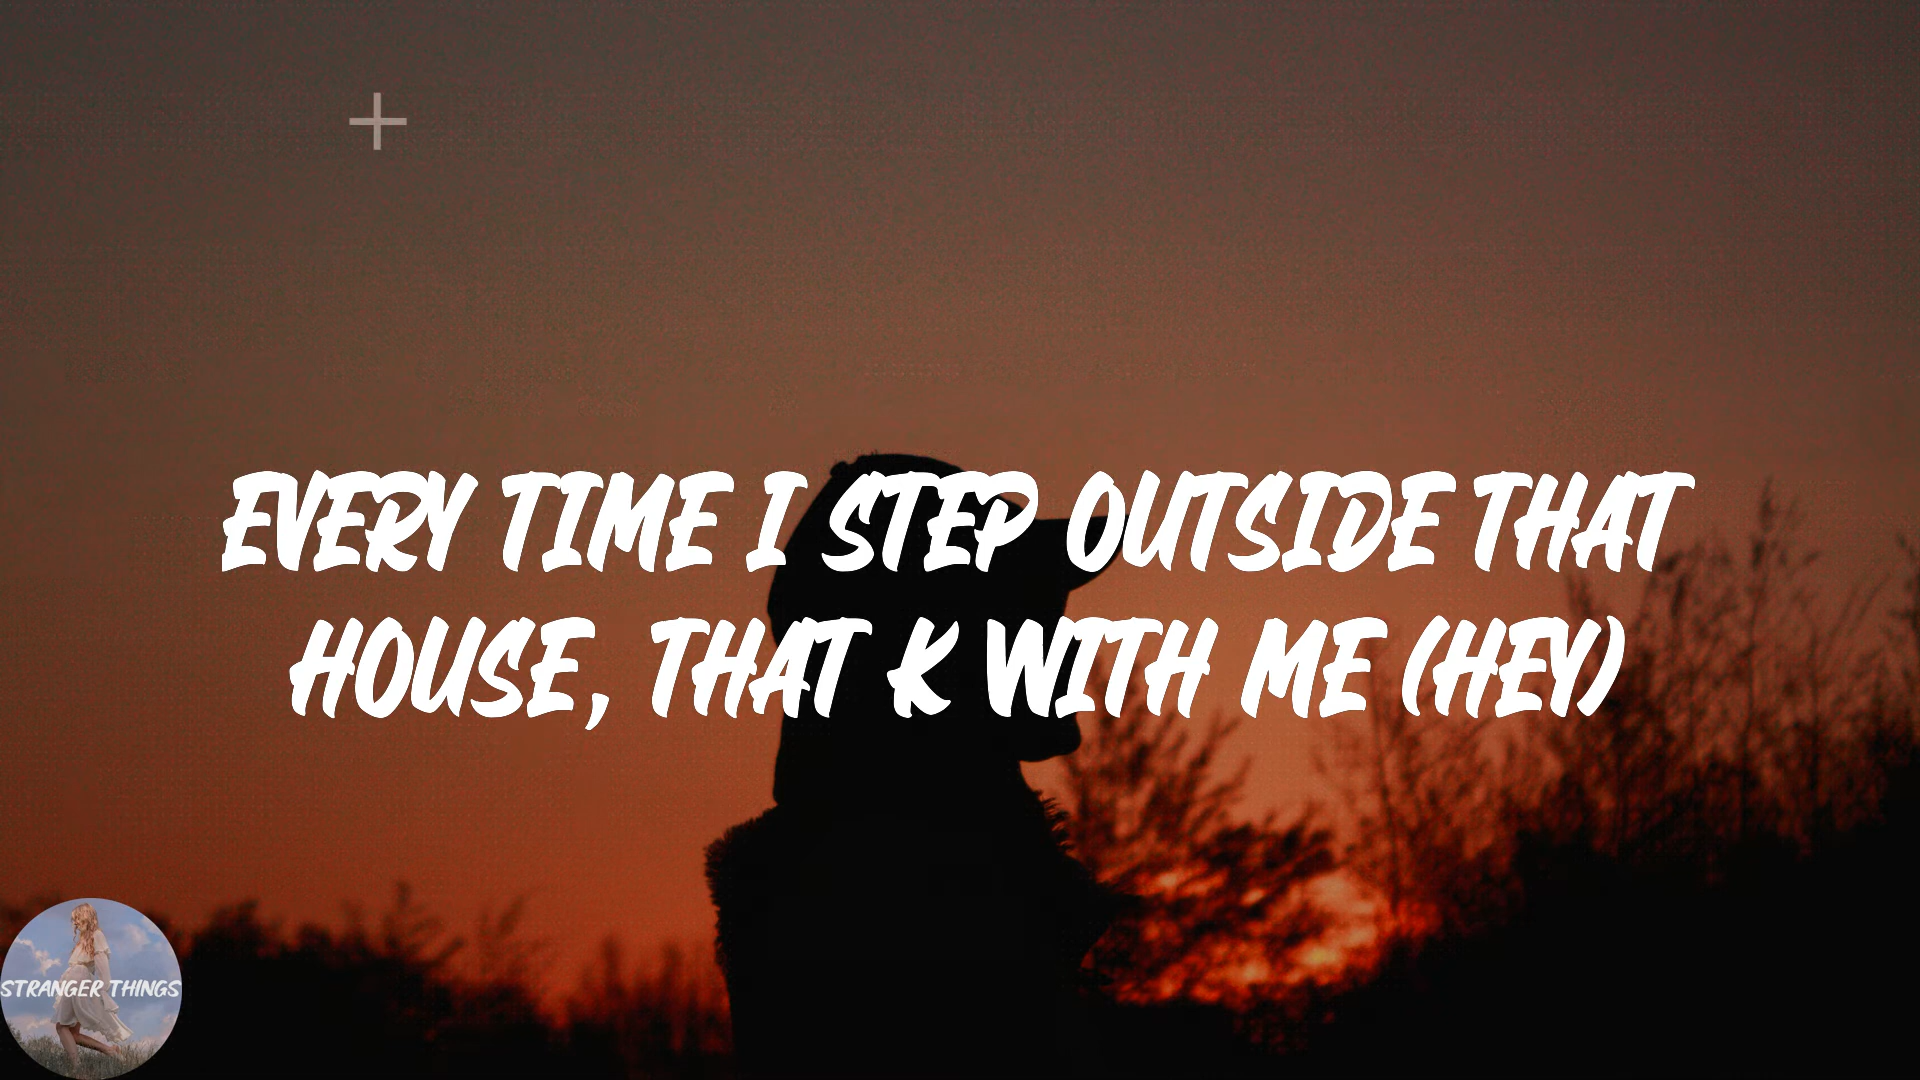 EVERY TIME I STEP OUTSIDE THAT
HOUSE, THAT K WITH ME (HEY)
STRANGER THINGS